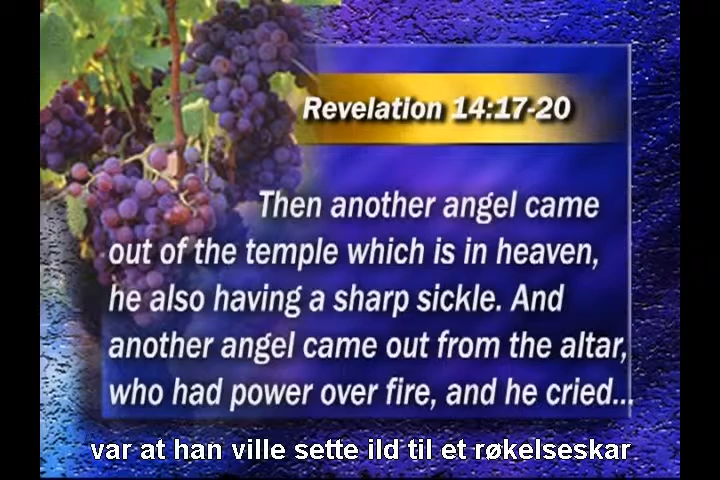 Revelation 14:17-20
Then another angel came
out of the temple which is in heaven,
he also having a sharp sickle. And
another angel came out from the altar,
who had power over fire, and he cried...
var at han ville sette ild til et røkelseskar